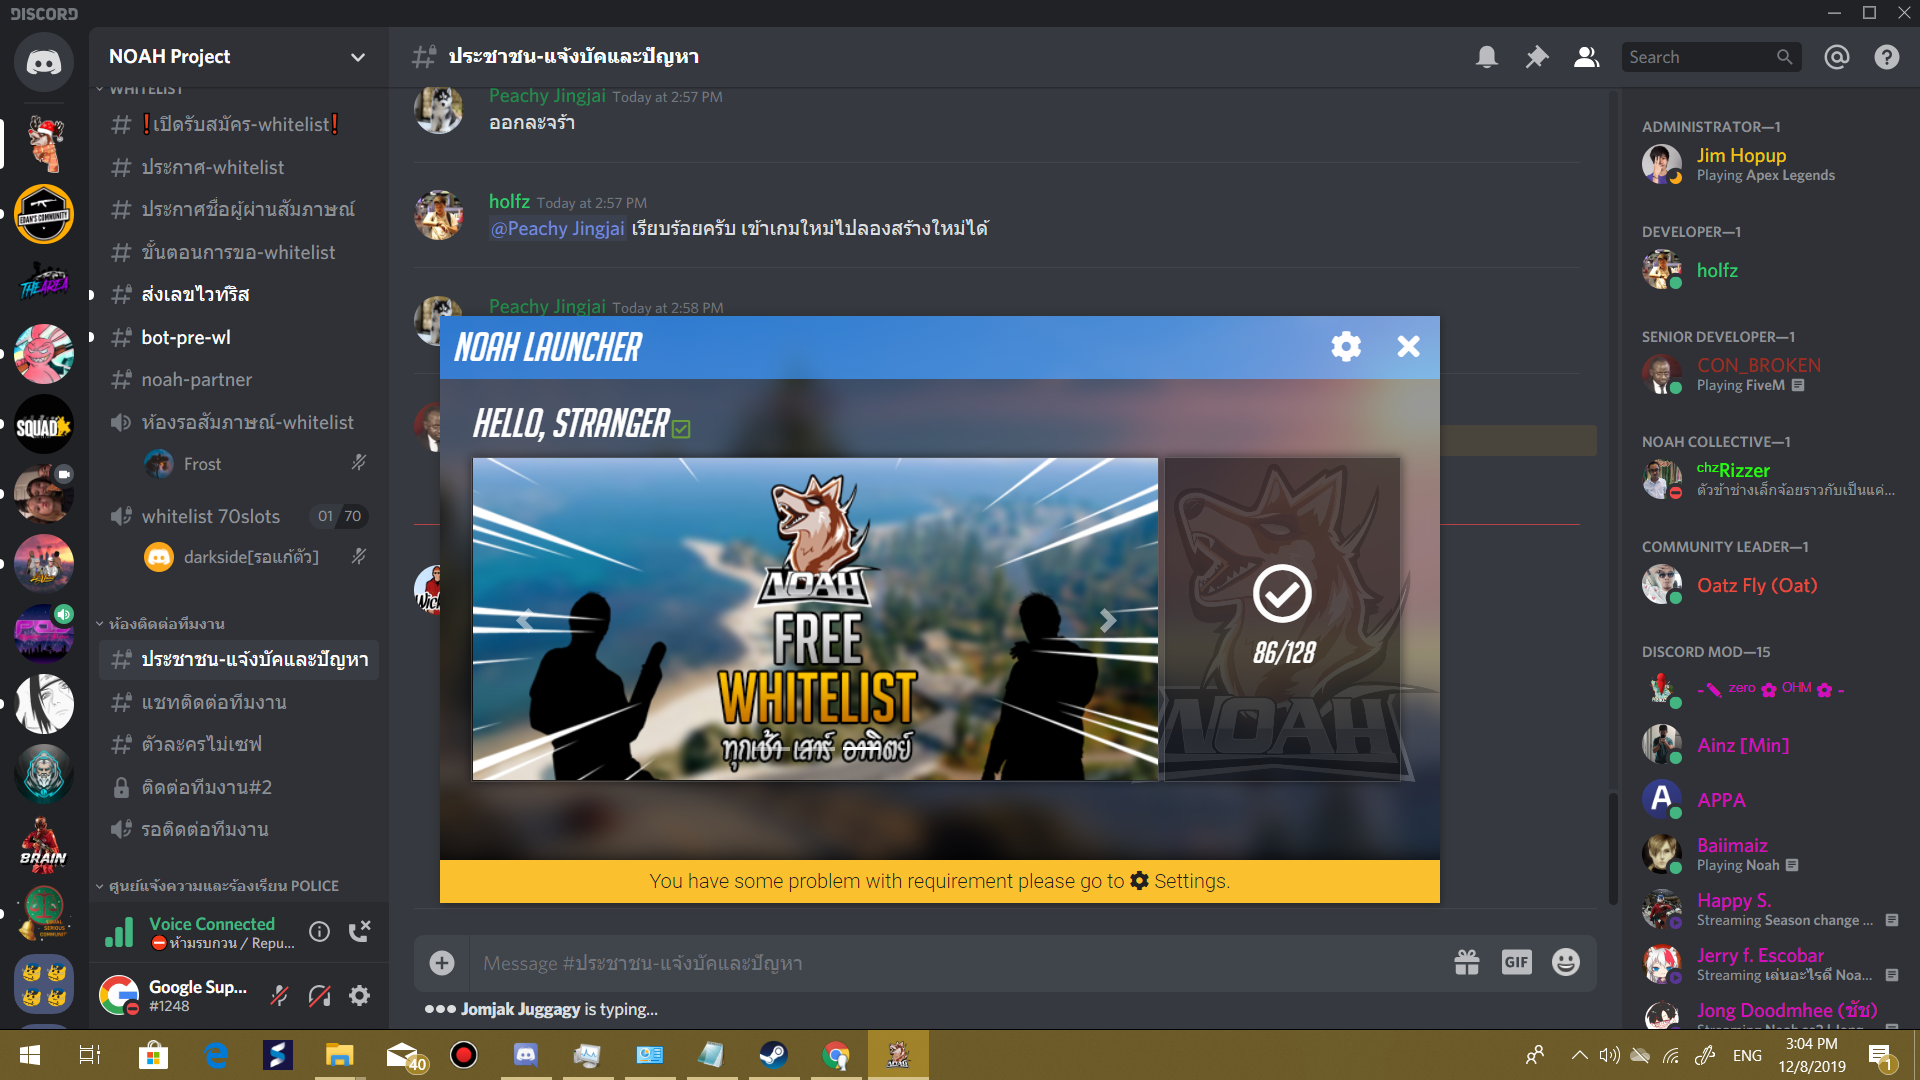 DISCORD
NOAH Project
WHITELIST
❗เปิดรับสมัคร-whitelist❗
ประกาศ-whitelist
ประกาศชื่อผู้ผ่านสัมภาษณ์
ขั้นตอนการขอ-whitelist
ส่งเลขไวท์ริส
bot-pre-wl
noah-partner
ห้องรอสัมภาษณ์-whitelist
Frost
whitelist 70slots 01 70
darkside[รอแก้ตัว]
ห้องติดต่อทีมงาน
ประชาชน-แจ้งบัคและปัญหา
แชทติดต่อทีมงาน
ตัวละครไม่เซฟ
ติดต่อทีมงาน#2
รอติดต่อทีมงาน
ศูนย์แจ้งความและร้องเรียน POLICE
Voice Connected
⛔ห้ามรบกวน / Repu...
Google Sup...
#1248
EDAN'S COMMUNITY
THE AREA
SQUAD
BRAIN
ประชาชน-แจ้งบัคและปัญหา
Search
Peachy Jingjai Today at 2:57 PM
ออกละจร้า
holfz Today at 2:57 PM
@Peachy Jingjai เรียบร้อยครับ เข้าเกมใหม่ไปลองสร้างใหม่ได้
Peachy Jingjai Today at 2:58 PM
NOAH LAUNCHER
HELLO, STRANGER
NOAH
FREE
WHITELIST
ทุกเช้า เสาร์ อาทิตย์
86/128
NOAH
You have some problem with requirement please go to Settings.
Message #ประชาชน-แจ้งบัคและปัญหา
GIF
Jomjak Juggagy is typing...
ADMINISTRATOR—1
Jim Hopup
Playing Apex Legends
DEVELOPER—1
holfz
SENIOR DEVELOPER—1
CON_BROKEN
Playing FiveM
NOAH COLLECTIVE—1
chzRizzer
ตัวข้าช่างเล็กจ้อยราวกับเป็นแค่...
COMMUNITY LEADER—1
Oatz Fly (Oat)
DISCORD MOD—15
- zero ✿ OHM ✿ -
Ainz [Min]
A APPA
Baiimaiz
Playing Noah
Happy S.
Streaming Season change ...
Jerry f. Escobar
Streaming เล่นอะไรดี Noa...
Jong Doodmhee (ชัช)
40
ENG
3:04 PM
12/8/2019
1